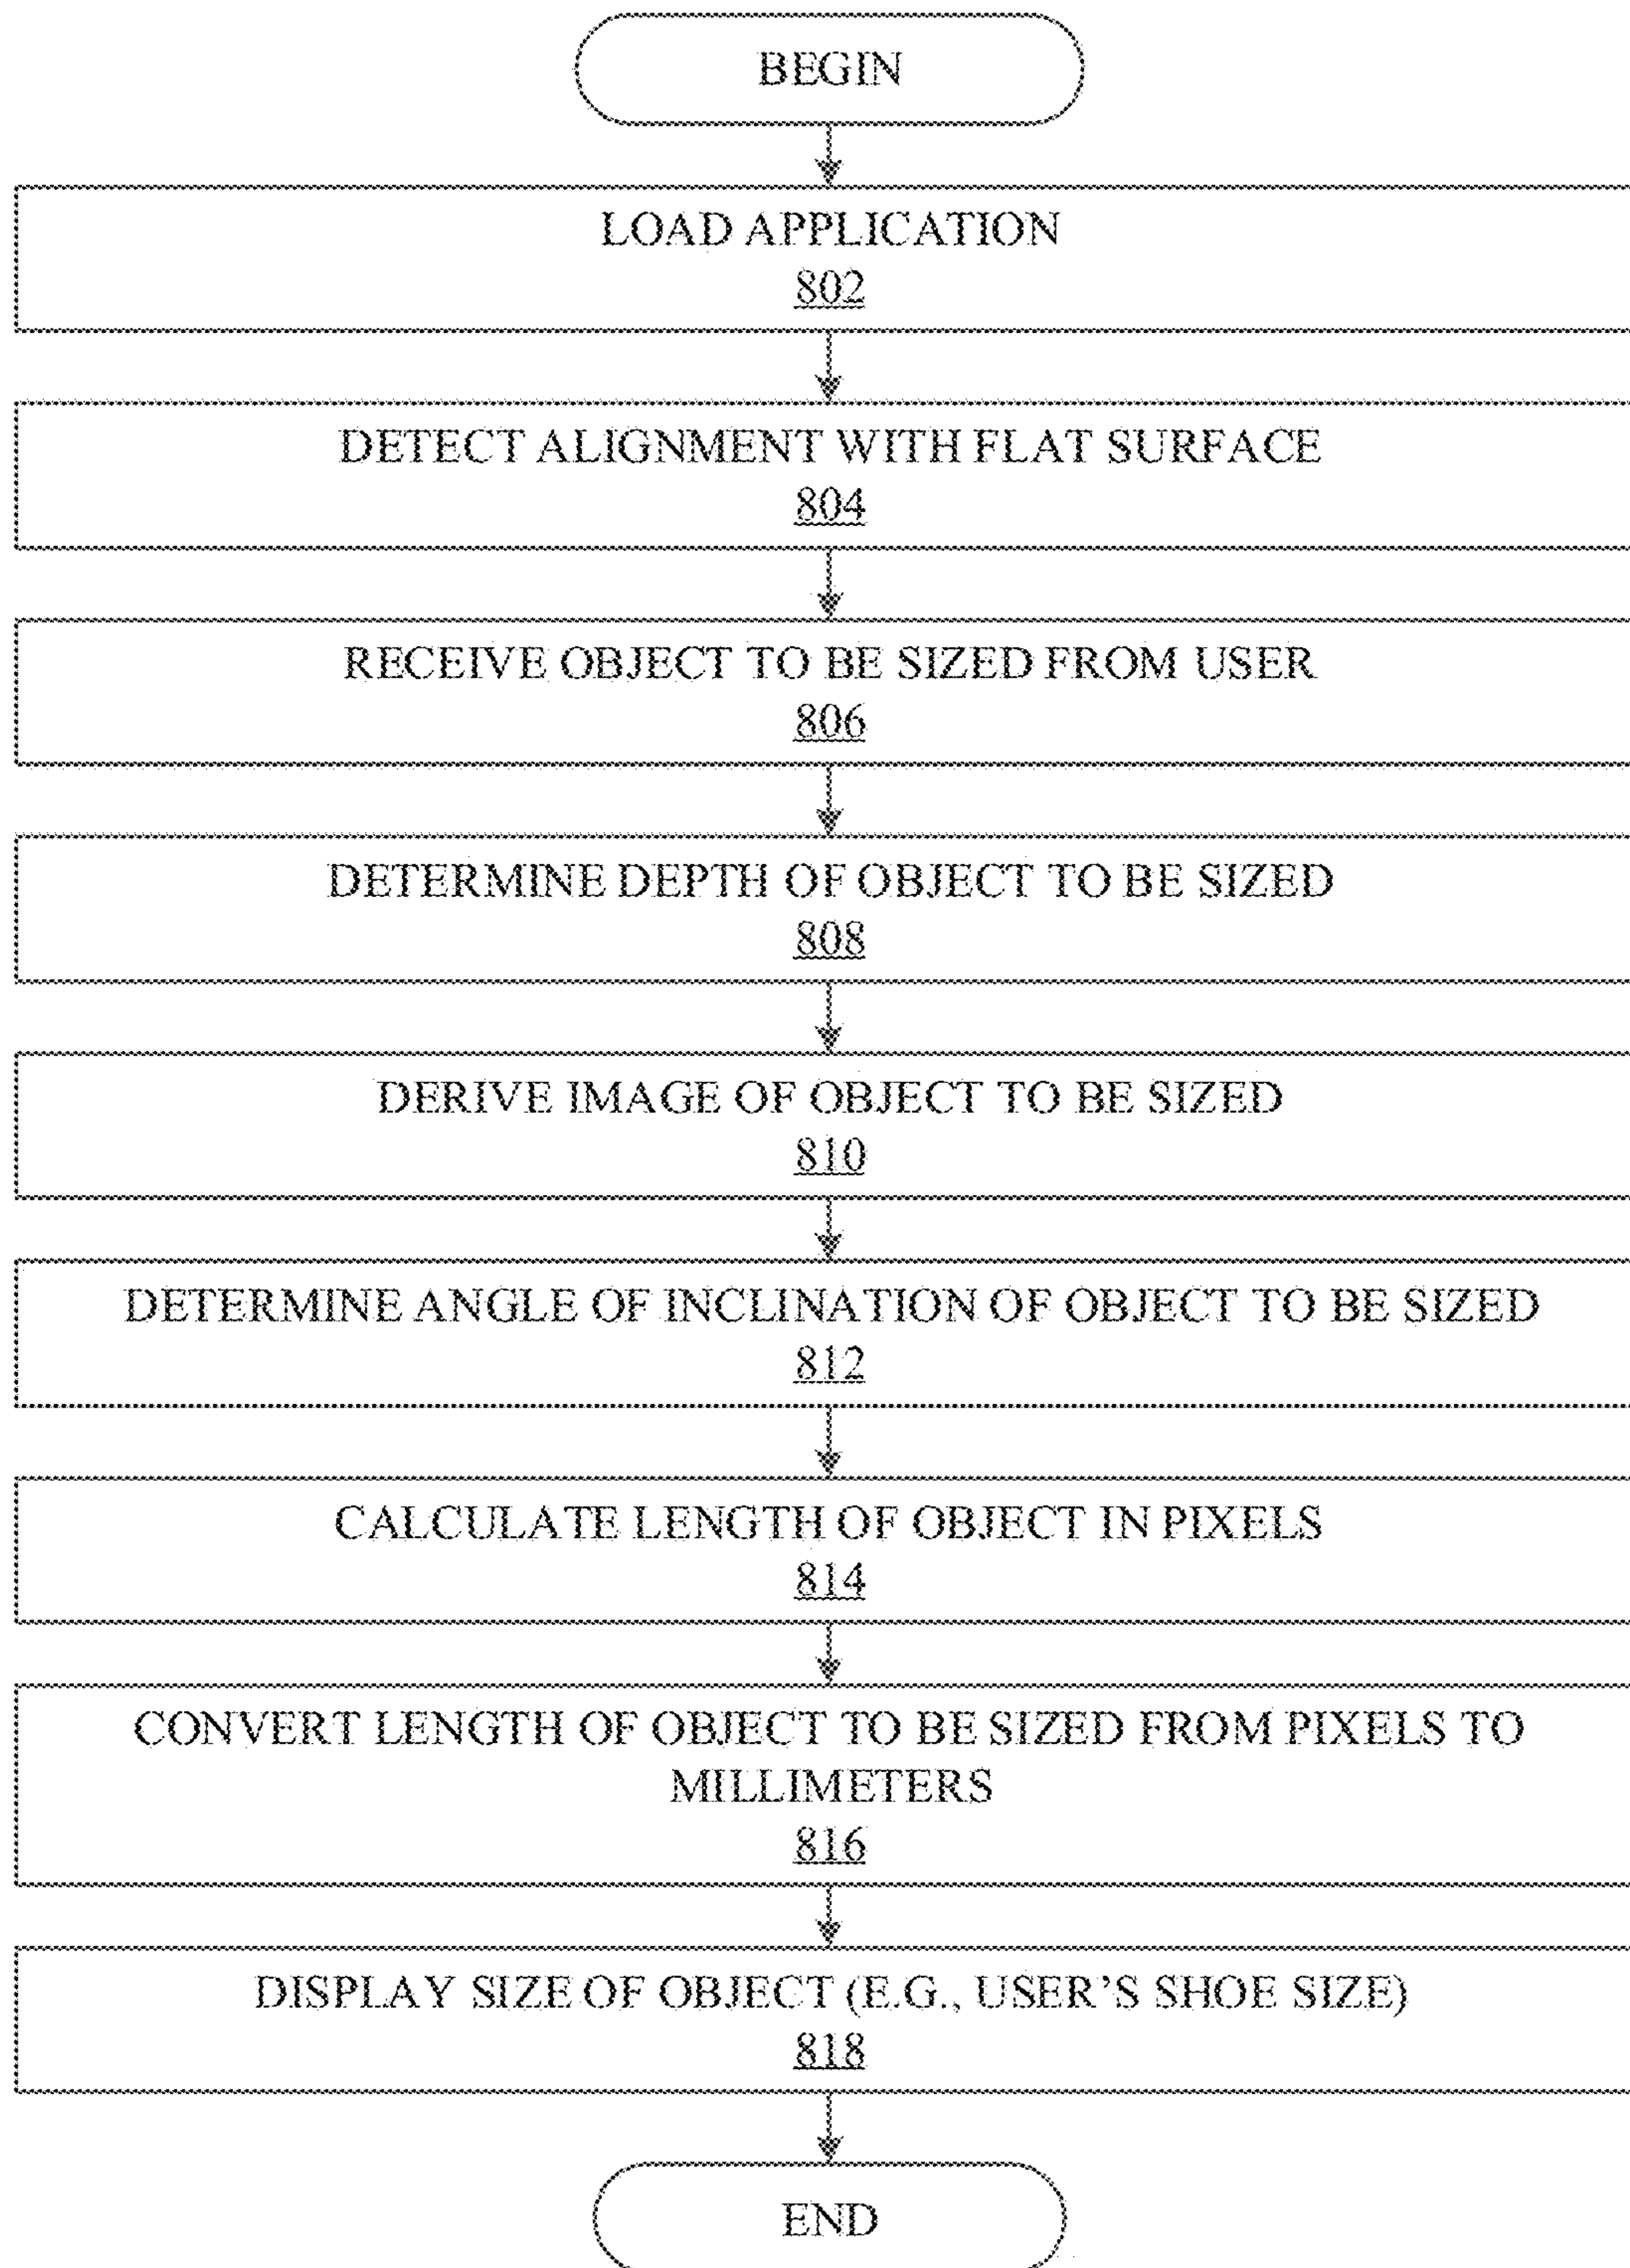 BEGIN
LOAD APPLICATION
802
DETECT ALIGNMENT WITH FLAT SURFACE
804
RECEIVE OBJECT TO BE SIZED FROM USER
806
DETERMINE DEPTH OF OBJECT TO BE SIZED
808
DERIVE IMAGE OF OBJECT TO BE SIZED
810
DETERMINE ANGLE OF INCLINATION OF OBJECT TO BE SIZED
812
CALCULATE LENGTH OF OBJECT IN PIXELS
814
CONVERT LENGTH OF OBJECT TO BE SIZED FROM PIXELS TO
MILLIMETERS
816
DISPLAY SIZE OF OBJECT (E.G., USER'S SHOE SIZE)
818
END